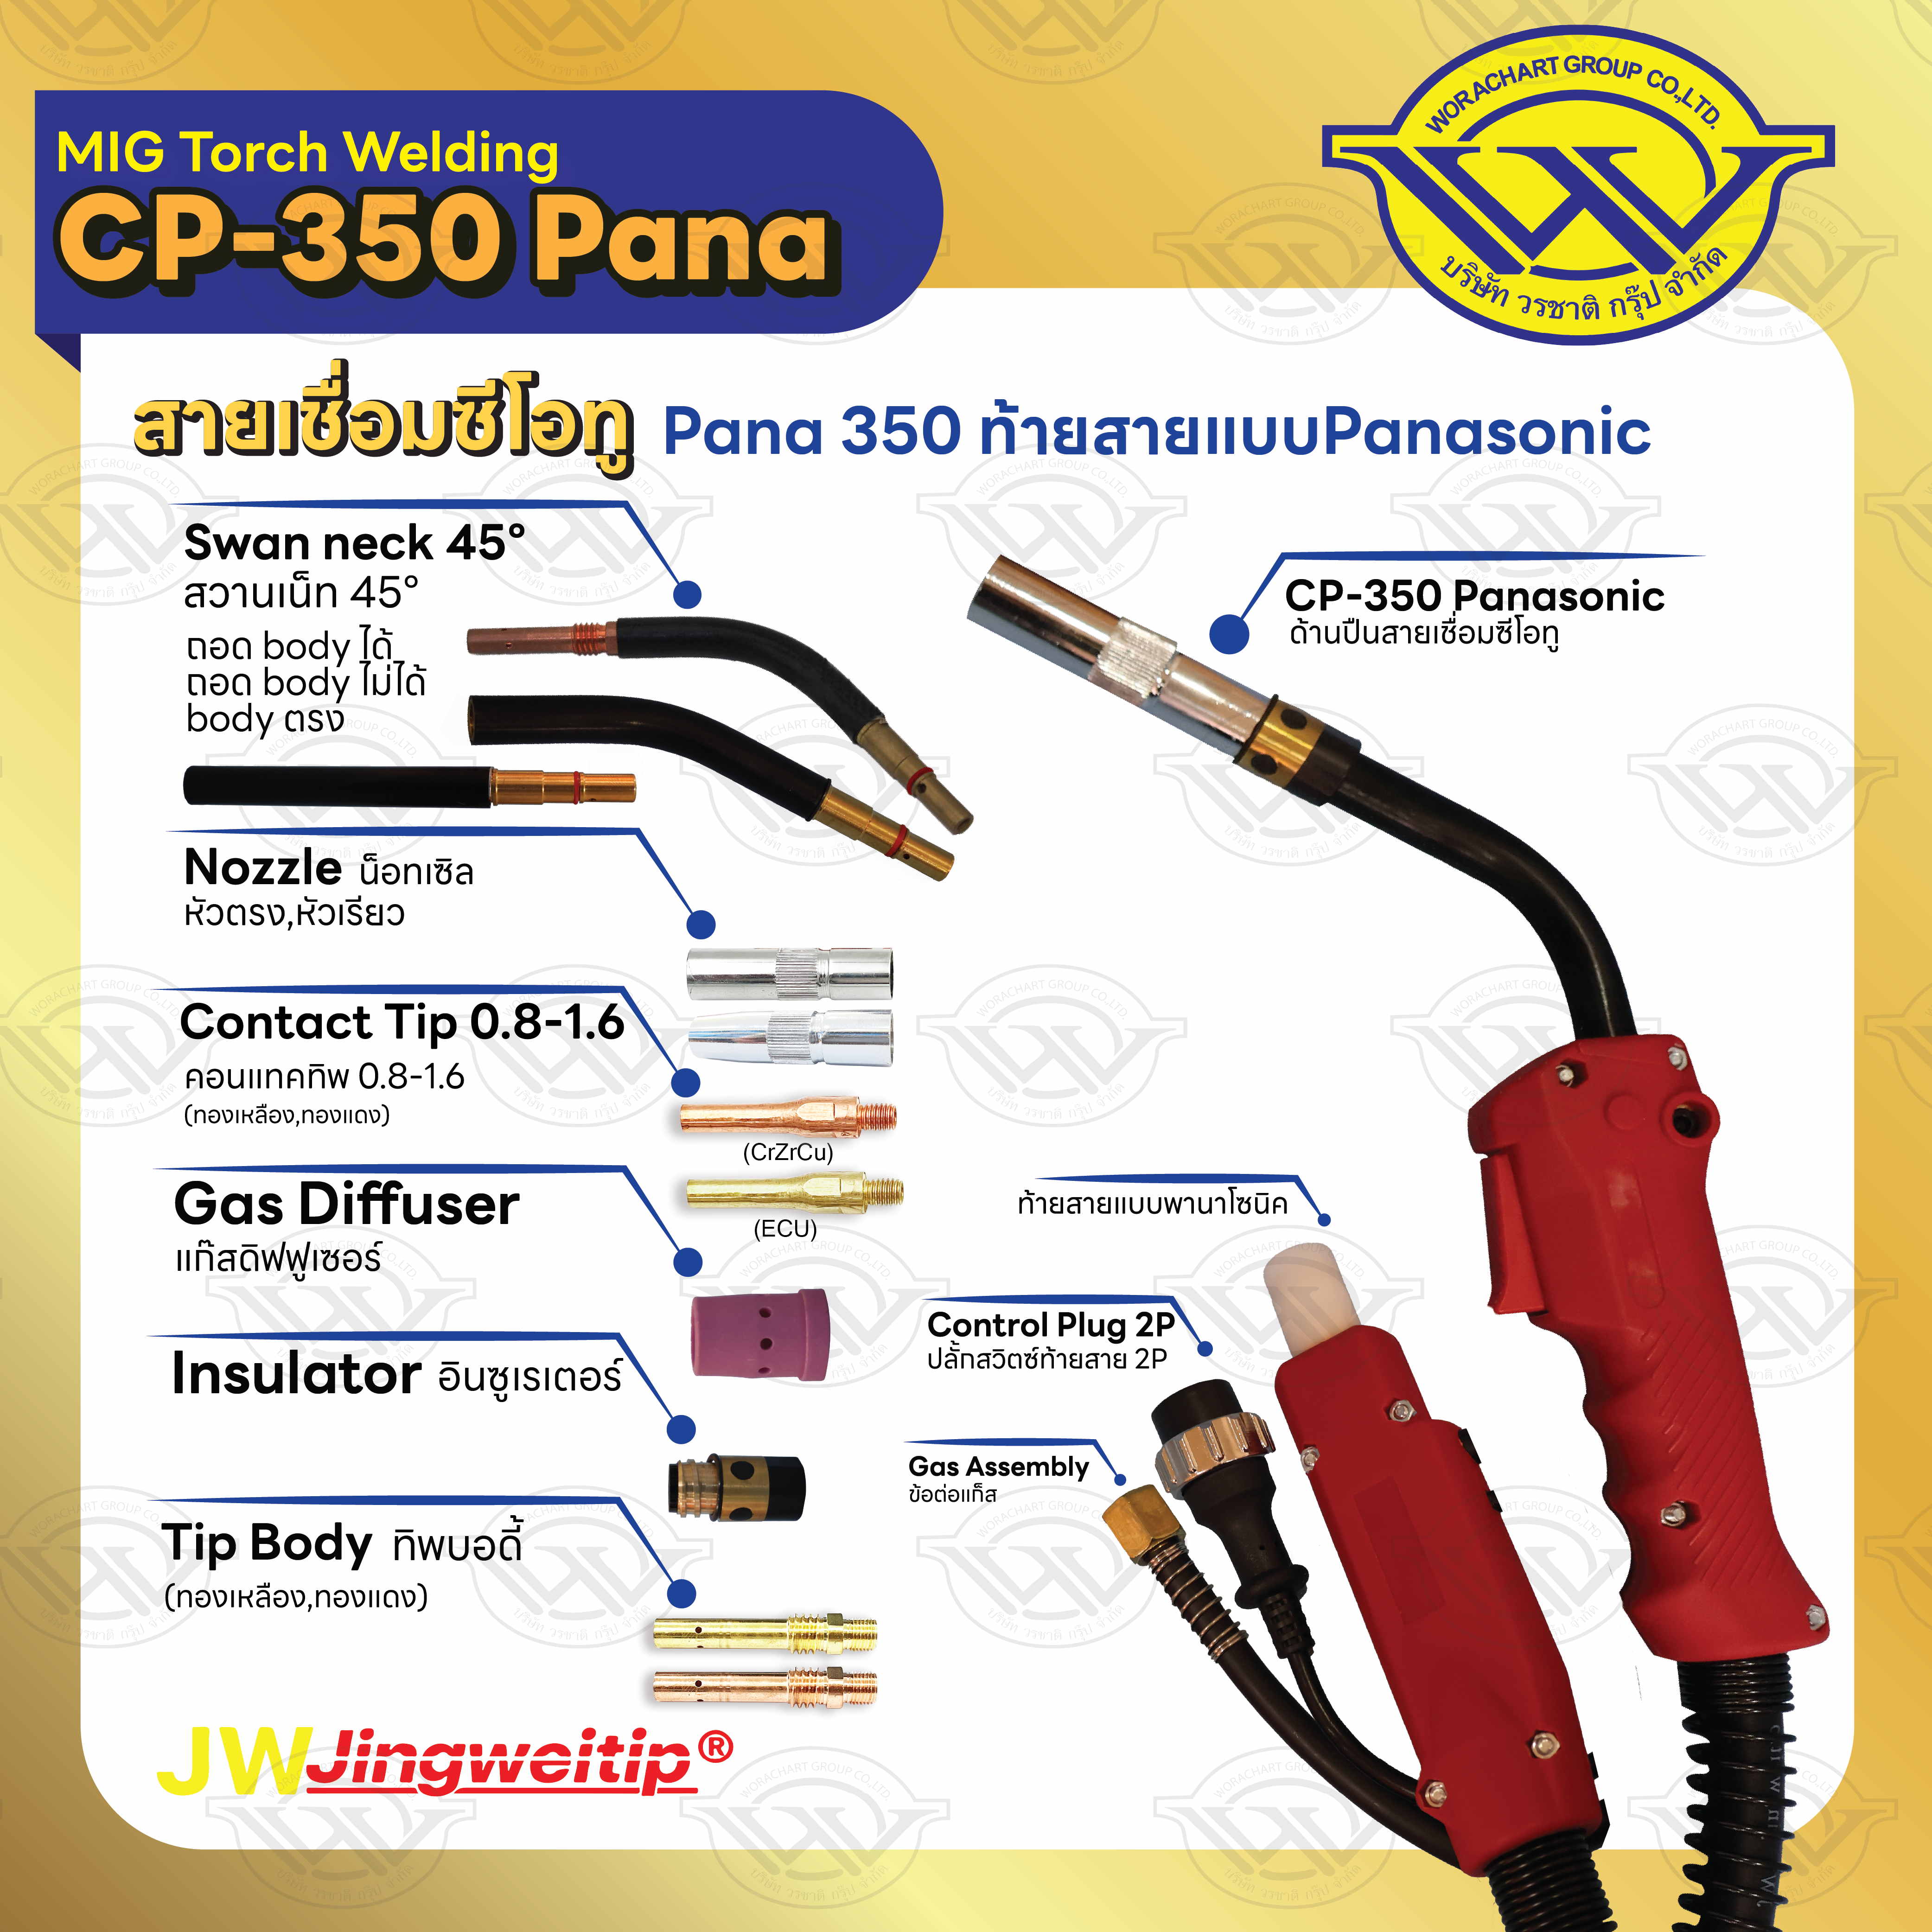 WORACHART GROUP CO.,LTD.
บริษัท วรชาติ กรุ๊ป จำกัด
MIG Torch Welding
CP-350 Pana
สายเชื่อมซีโอทู Pana 350 ท้ายสายแบบPanasonic
Swan neck 45°
สวานเน็ท 45°
ถอด body ได้
ถอด body ไม่ได้
body ตรง
CP-350 Panasonic
ด้านปืนสายเชื่อมซีโอทู
Nozzle น็อทเซิล
หัวตรง,หัวเรียว
Contact Tip 0.8-1.6
คอนแทคทิพ 0.8-1.6
(ทองเหลือง,ทองแดง)
(CrZrCu)
(ECU)
Gas Diffuser
แก๊สดิฟฟูเซอร์
ท้ายสายแบบพานาโซนิค
Control Plug 2P
ปลั้กสวิตซ์ท้ายสาย 2P
Insulator อินซูเรเตอร์
Gas Assembly
ข้อต่อแก็ส
Tip Body ทิพบอดี้
(ทองเหลือง,ทองแดง)
JWJingweitip®